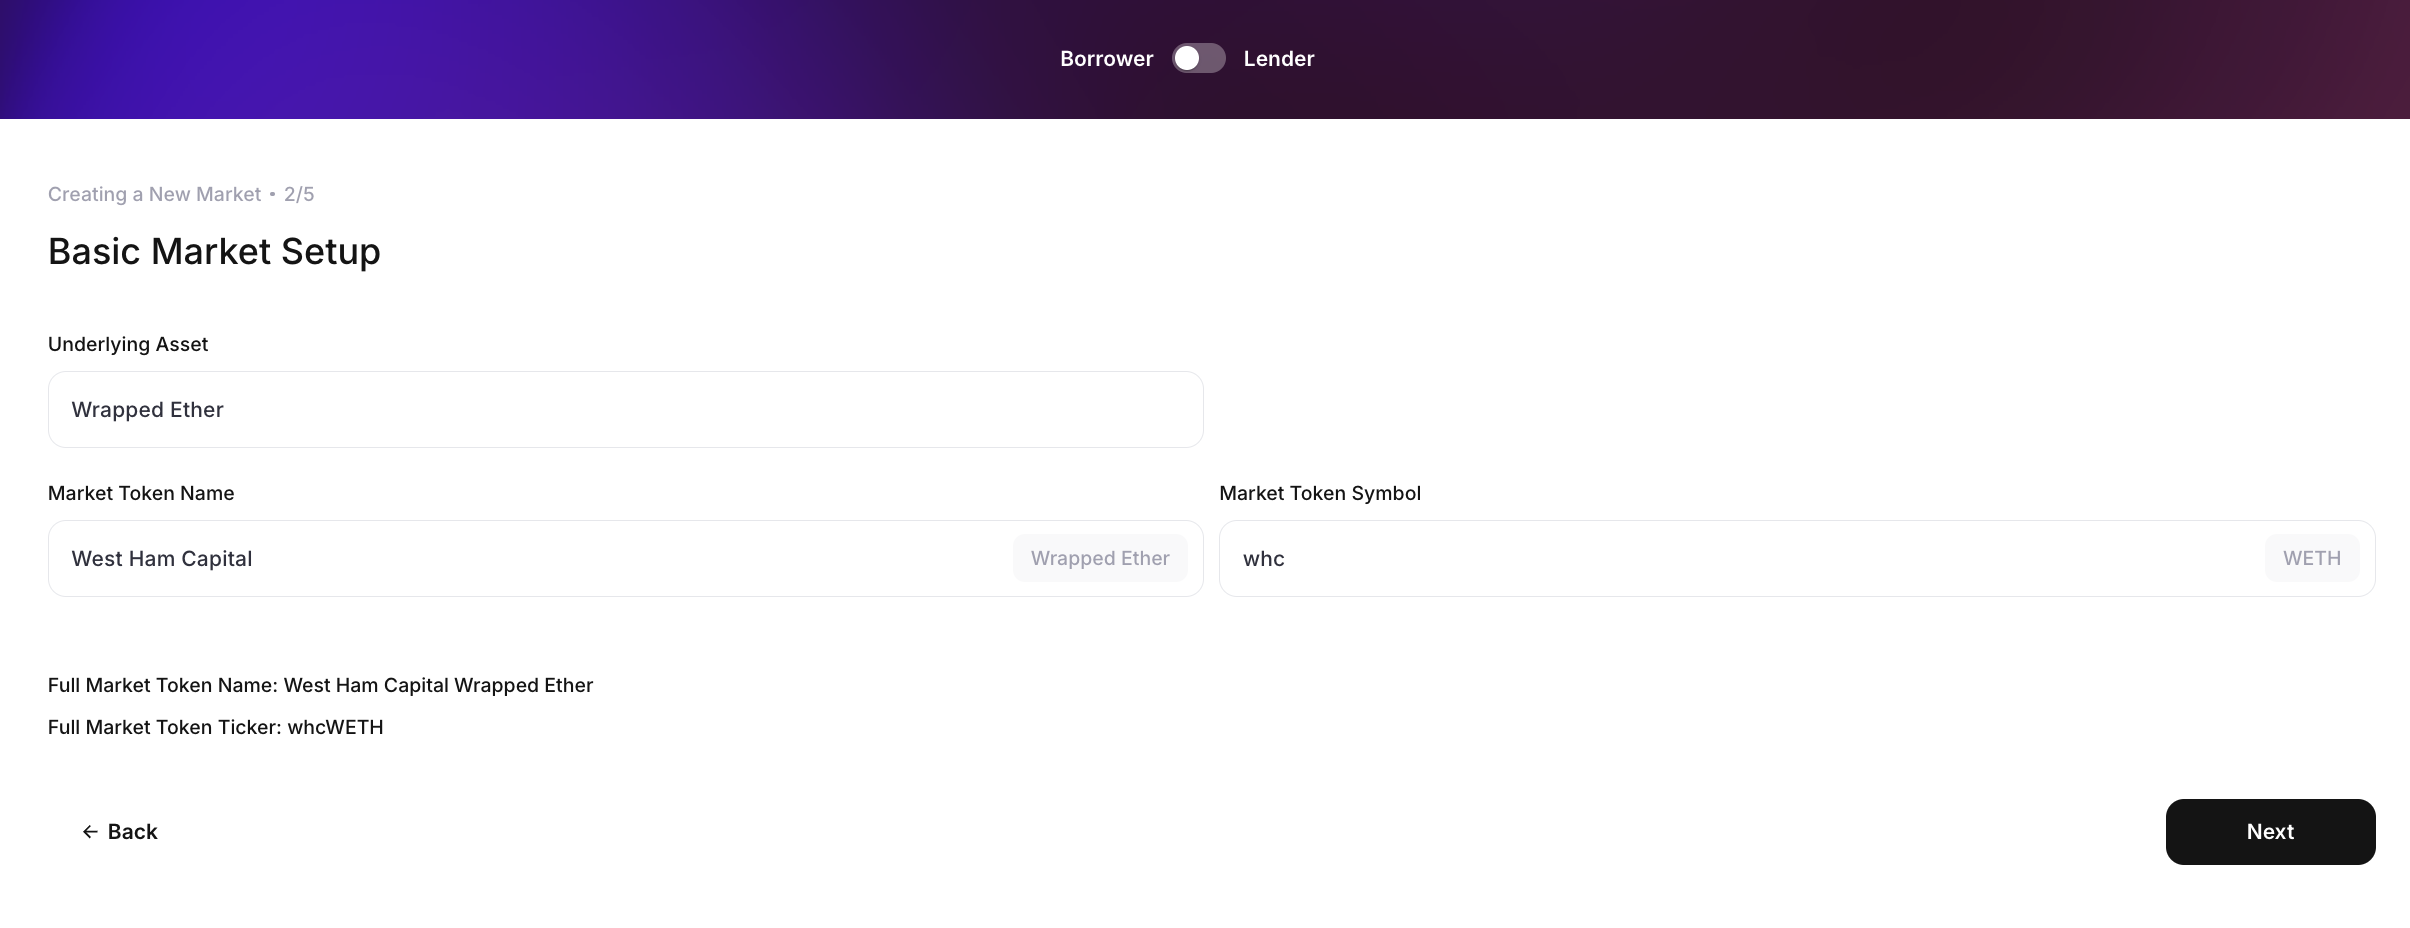 Borrower Lender
Creating a New Market • 2/5
Basic Market Setup
Underlying Asset
Wrapped Ether
Market Token Name
West Ham Capital Wrapped Ether
Market Token Symbol
whc WETH
Full Market Token Name: West Ham Capital Wrapped Ether
Full Market Token Ticker: whcWETH
← Back
Next